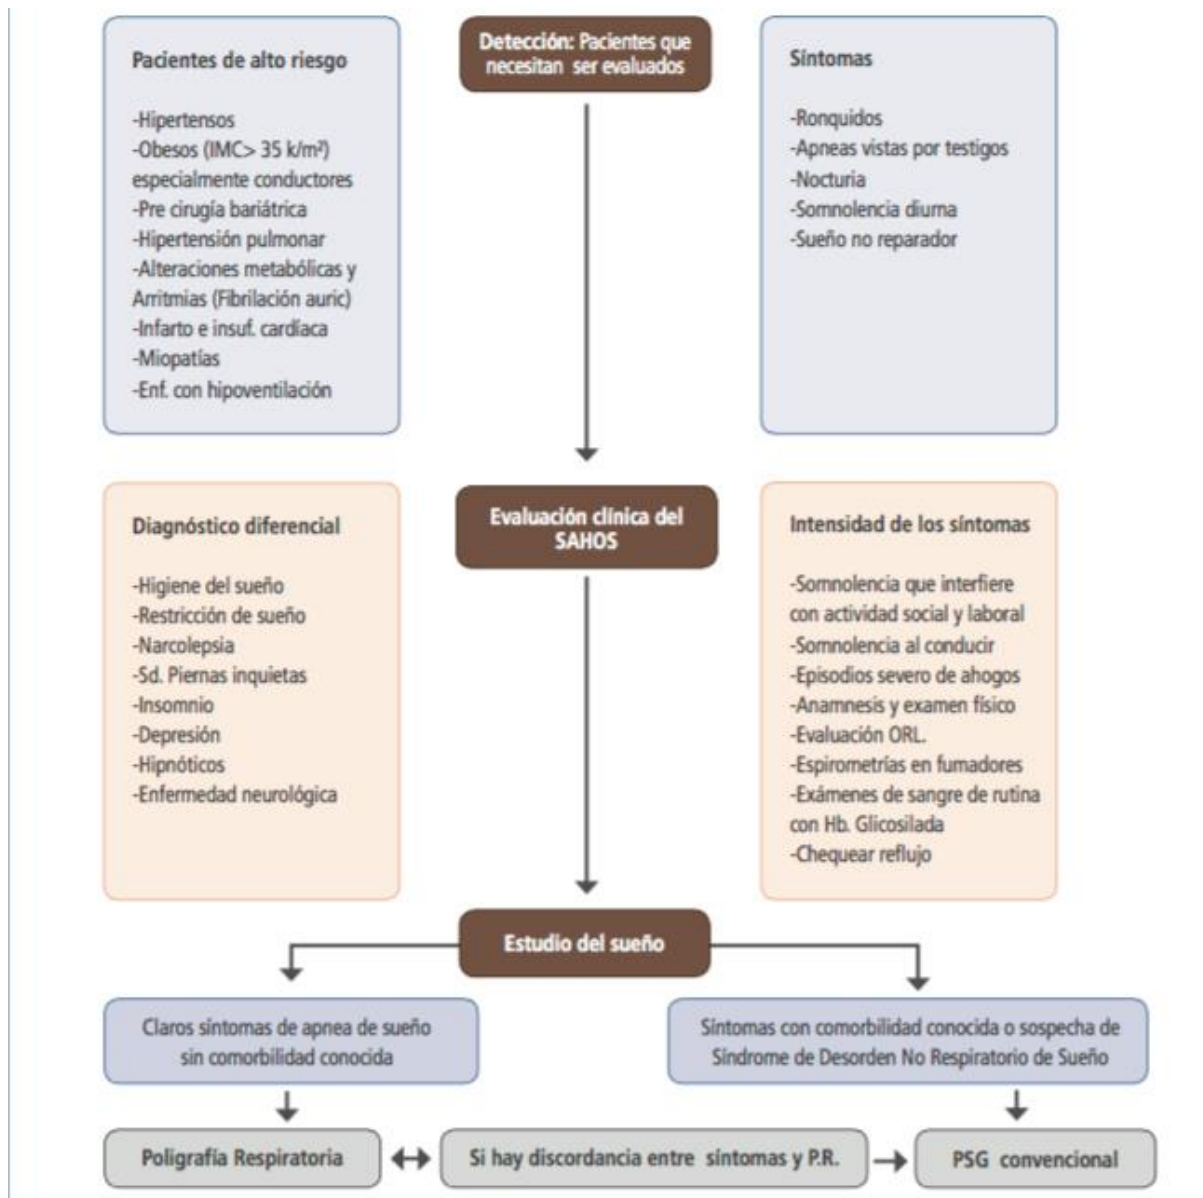 Pacientes de alto riesgo
-Hipertensos
-Obesos (IMC> 35 k/m²)
especialmente conductores
-Pre cirugía bariátrica
-Hipertensión pulmonar
-Alteraciones metabólicas y
Arritmias (Fibrilación auric)
-Infarto e insuf. cardíaca
-Miopatías
-Enf. con hipoventilación
Detección: Pacientes que
necesitan ser evaluados
Síntomas
-Ronquidos
-Apneas vistas por testigos
-Nocturia
-Somnolencia diurna
-Sueño no reparador
Diagnóstico diferencial
-Higiene del sueño
-Restricción de sueño
-Narcolepsia
-Sd. Piernas inquietas
-Insomnio
-Depresión
-Hipnóticos
-Enfermedad neurológica
Evaluación clínica del
SAHOS
Intensidad de los síntomas
-Somnolencia que interfiere
con actividad social y laboral
-Somnolencia al conducir
-Episodios severo de ahogos
-Anamnesis y examen físico
-Evaluación ORL.
-Espirometrías en fumadores
-Exámenes de sangre de rutina
con Hb. Glicosilada
-Chequear reflujo
Estudio del sueño
Claros síntomas de apnea de sueño
sin comorbilidad conocida
Síntomas con comorbilidad conocida o sospecha de
Síndrome de Desorden No Respiratorio de Sueño
Poligrafía Respiratoria
Si hay discordancia entre síntomas y P.R.
PSG convencional